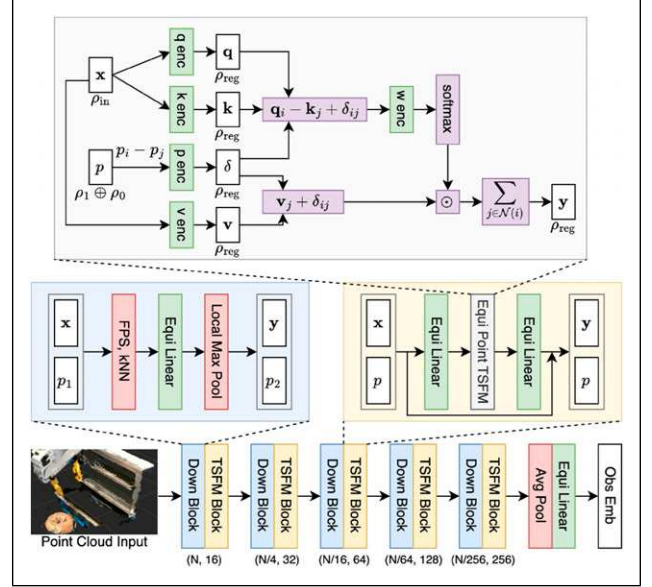 x
ρin
q enc
q
ρreg
k enc
k
ρreg
qi − kj + δij
w enc
softmax
p
ρ1 ⊕ ρ0
pi − pj
p enc
δ
ρreg
vj + δij
⊙
∑
j∈N(i)
y
ρreg
v enc
v
ρreg
x
p1
FPS, kNN
Equi Linear
Local Max Pool
y
p2
x
p
Equi Linear
Equi Point TSFM
Equi Linear
y
p
Point Cloud Input
Down Block
TSFM Block
(N, 16)
Down Block
TSFM Block
(N/4, 32)
Down Block
TSFM Block
(N/16, 64)
Down Block
TSFM Block
(N/64, 128)
Down Block
TSFM Block
(N/256, 256)
Avg Pool
Equi Linear
Obs Emb